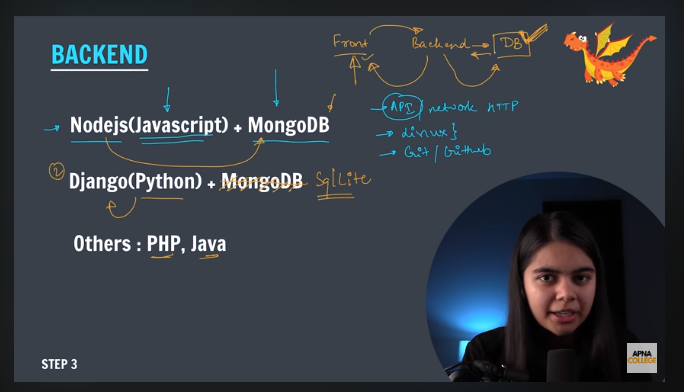 BACKEND
Front Backend → DB
Nodejs(Javascript) + MongoDB
→ API / network HTTP
→ Linux }
→ Git / Github
2 Django(Python) + MongoDB SqlLite
Others : PHP, Java
STEP 3
APNA
COLLEGE